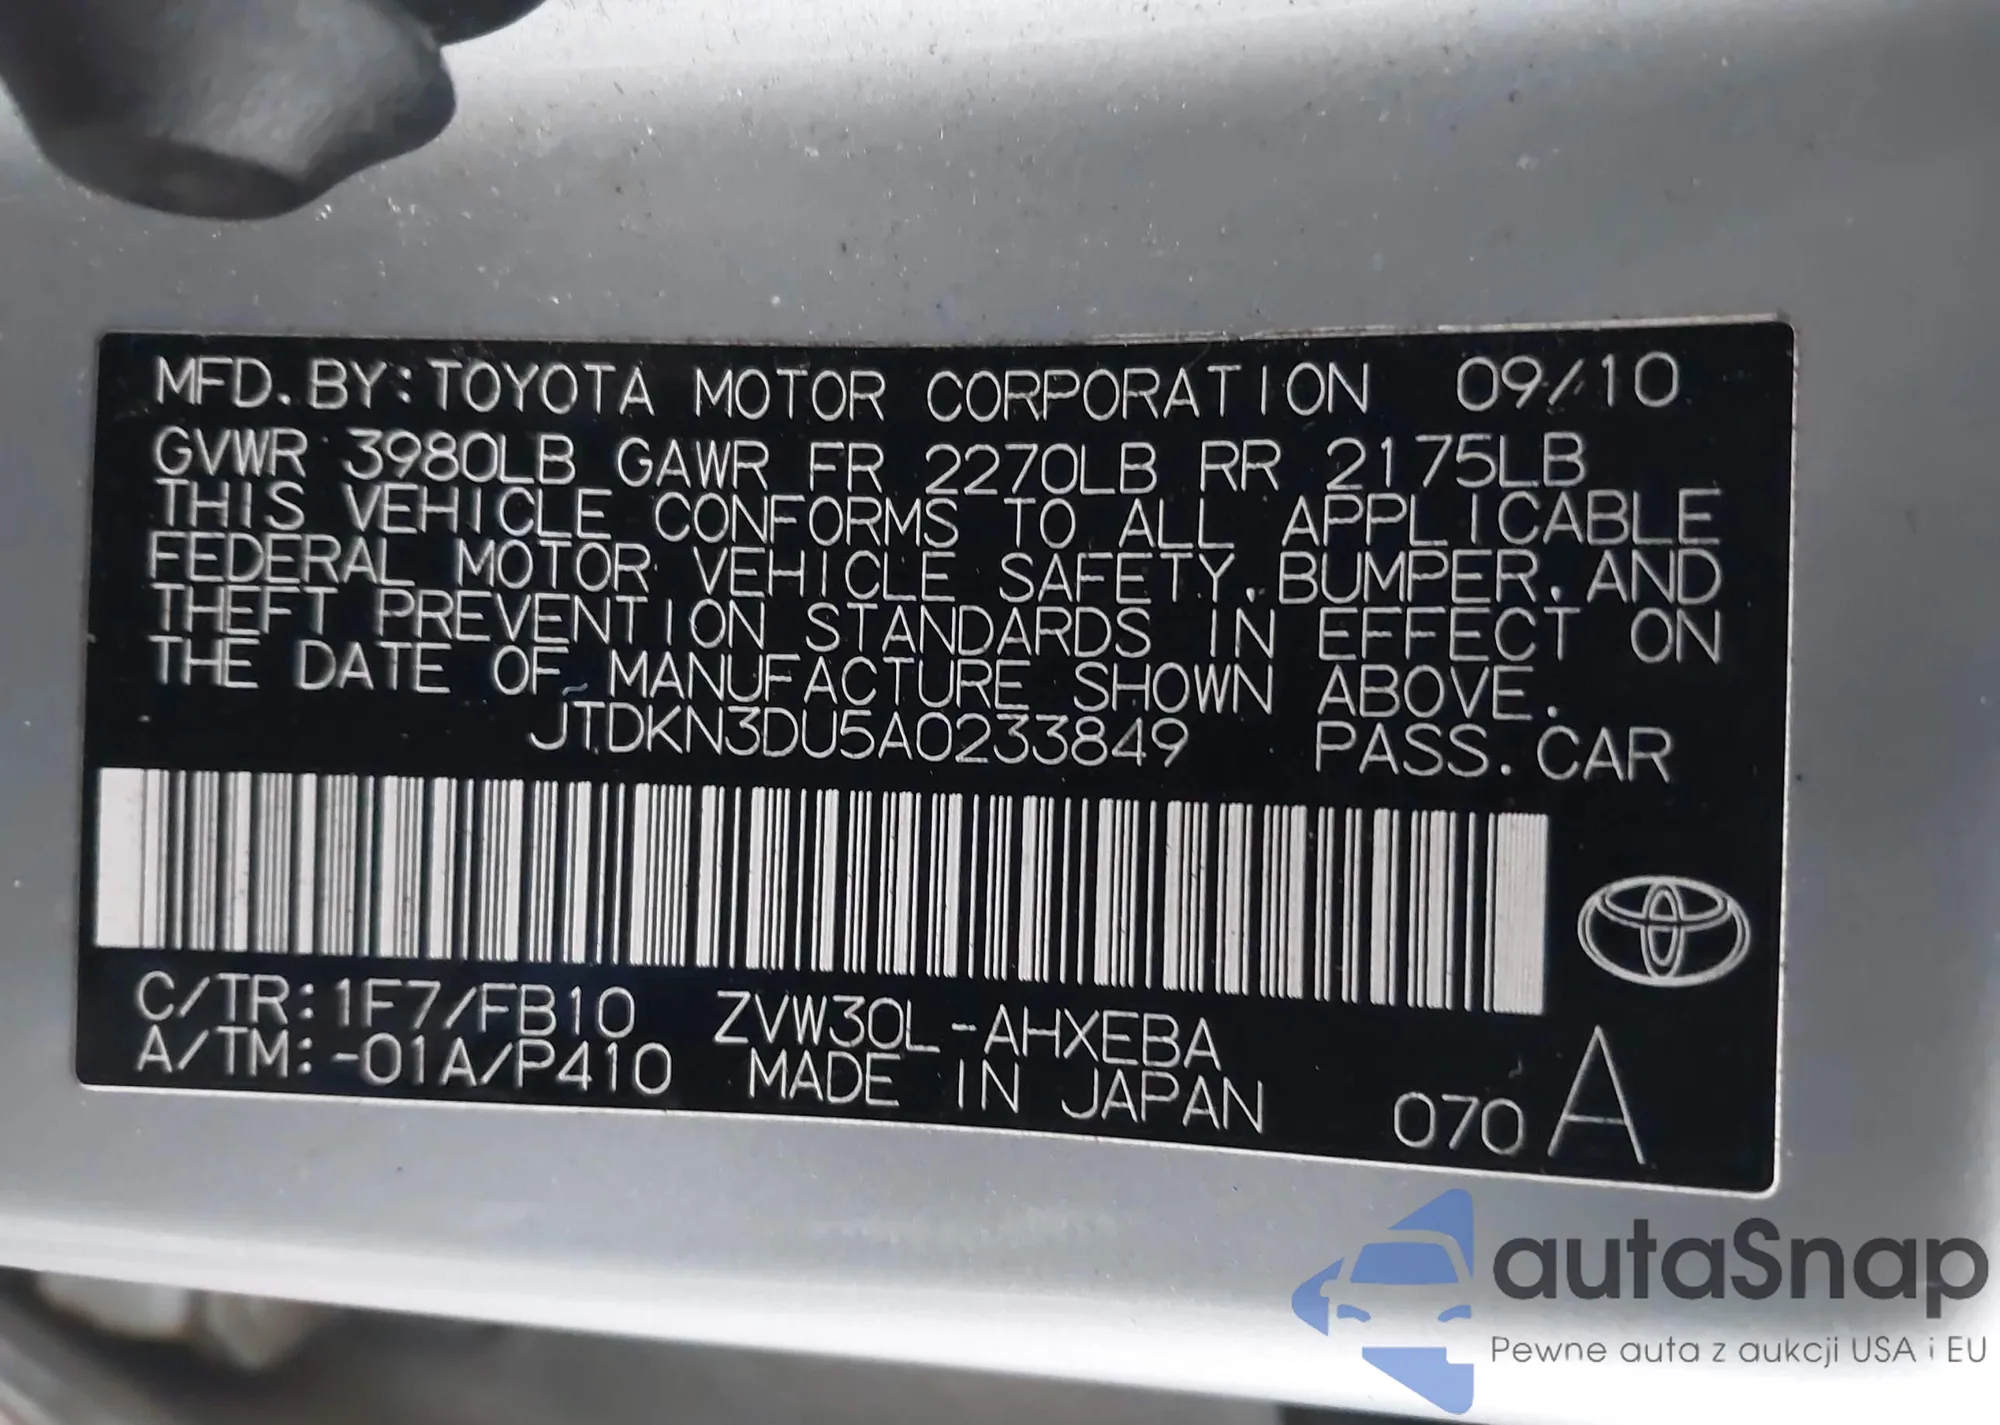 MFD. BY: TOYOTA MOTOR CORPORATION 09/10
GVWR 3980LB GAWR FR 2270LB RR 2175LB
THIS VEHICLE CONFORMS TO ALL APPLICABLE
FEDERAL MOTOR VEHICLE SAFETY, BUMPER, AND
THEFT PREVENTION STANDARDS IN EFFECT ON
THE DATE OF MANUFACTURE SHOWN ABOVE.
JTDKN3DU5A0233849 PASS. CAR
C/TR: 1F7/FB10 ZVW30L-AHXEBA
A/TM: -01A/P410 MADE IN JAPAN 070 A
autaSnap
Pewne auta z aukcji USA i EU